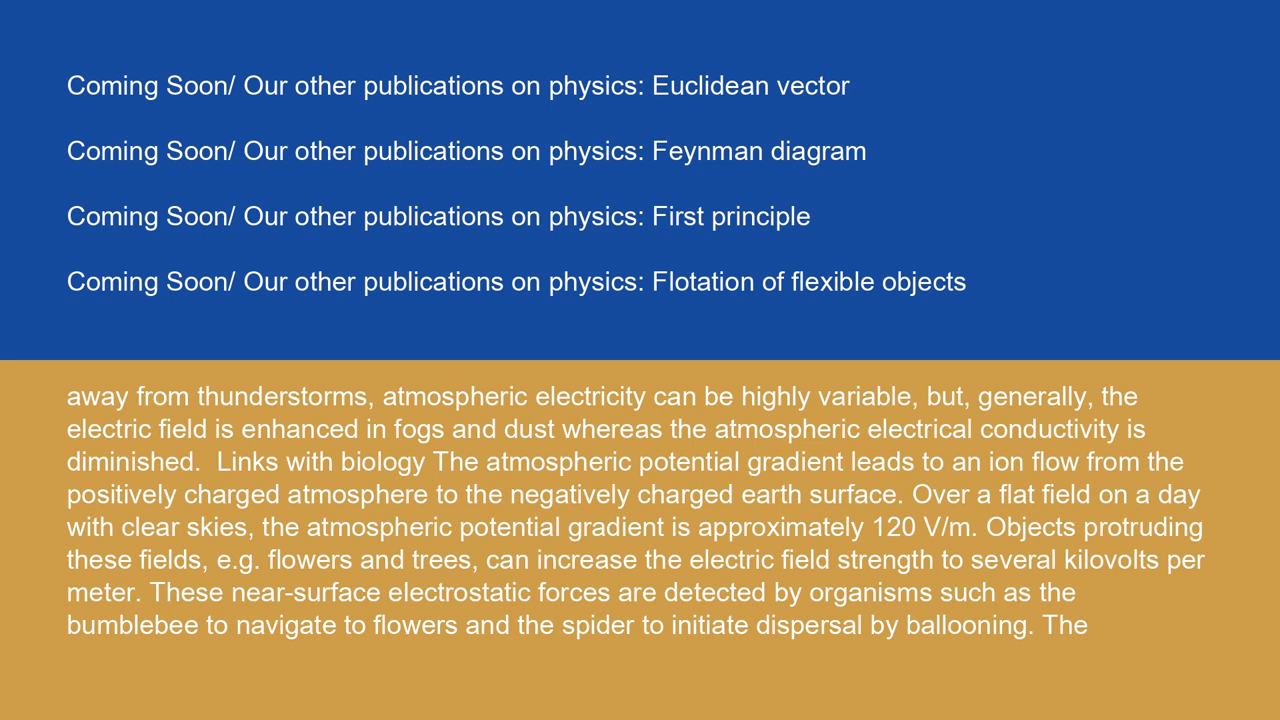 Coming Soon/ Our other publications on physics: Euclidean vector
Coming Soon/ Our other publications on physics: Feynman diagram
Coming Soon/ Our other publications on physics: First principle
Coming Soon/ Our other publications on physics: Flotation of flexible objects
away from thunderstorms, atmospheric electricity can be highly variable, but, generally, the
electric field is enhanced in fogs and dust whereas the atmospheric electrical conductivity is
diminished.  Links with biology The atmospheric potential gradient leads to an ion flow from the
positively charged atmosphere to the negatively charged earth surface. Over a flat field on a day
with clear skies, the atmospheric potential gradient is approximately 120 V/m. Objects protruding
these fields, e.g. flowers and trees, can increase the electric field strength to several kilovolts per
meter. These near-surface electrostatic forces are detected by organisms such as the
bumblebee to navigate to flowers and the spider to initiate dispersal by ballooning. The